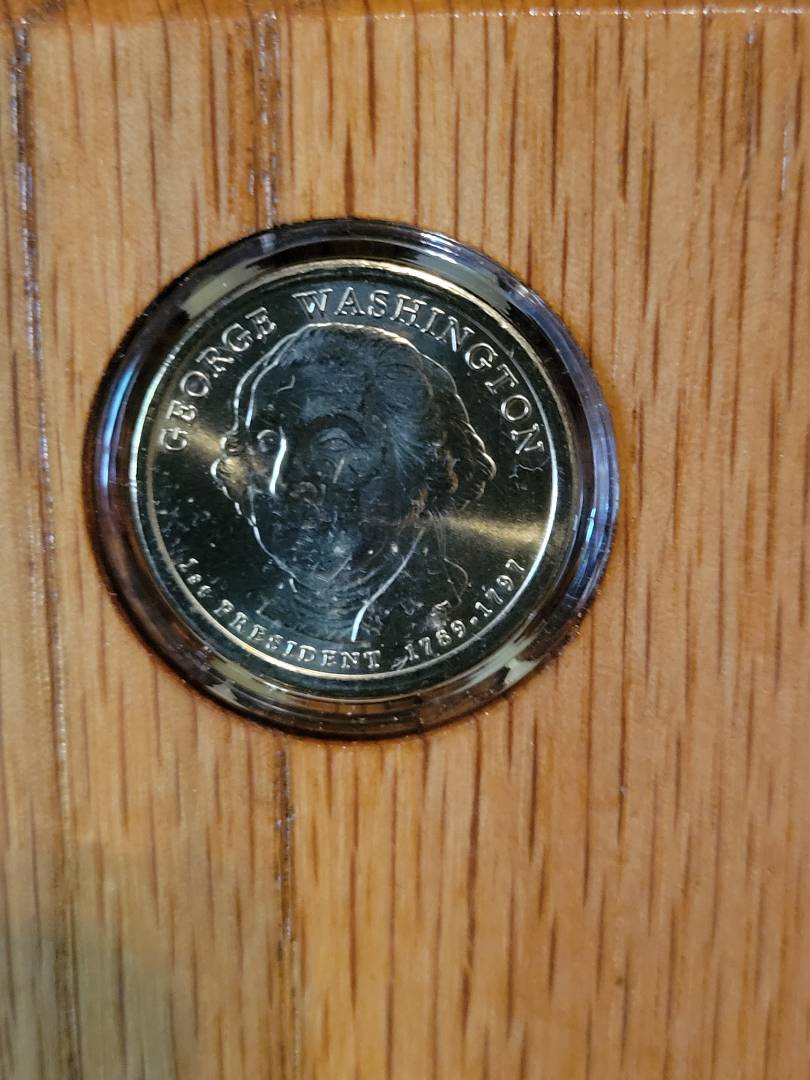 GEORGE WASHINGTON
1st PRESIDENT 1789-1797